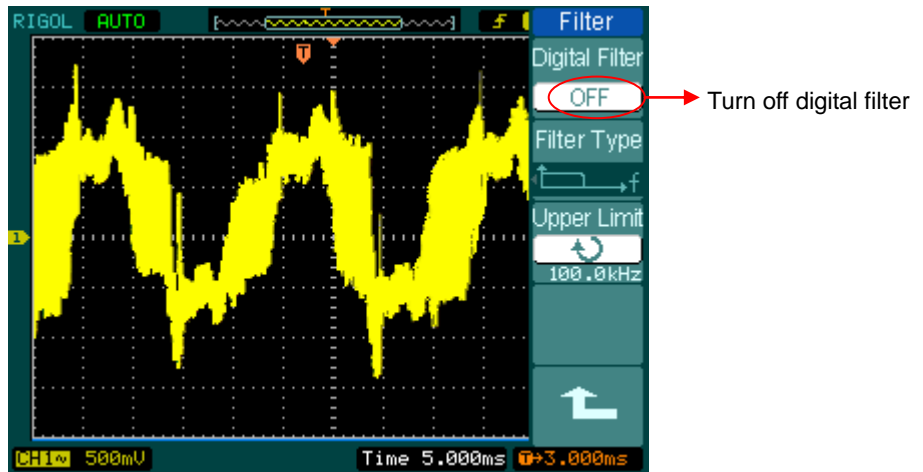 RIGOL AUTO T Filter
T
Digital Filter
OFF
Turn off digital filter
Filter Type
f
Upper Limit
1
100.0kHz
CH1~ 500mV Time 5.000ms T→3.000ms